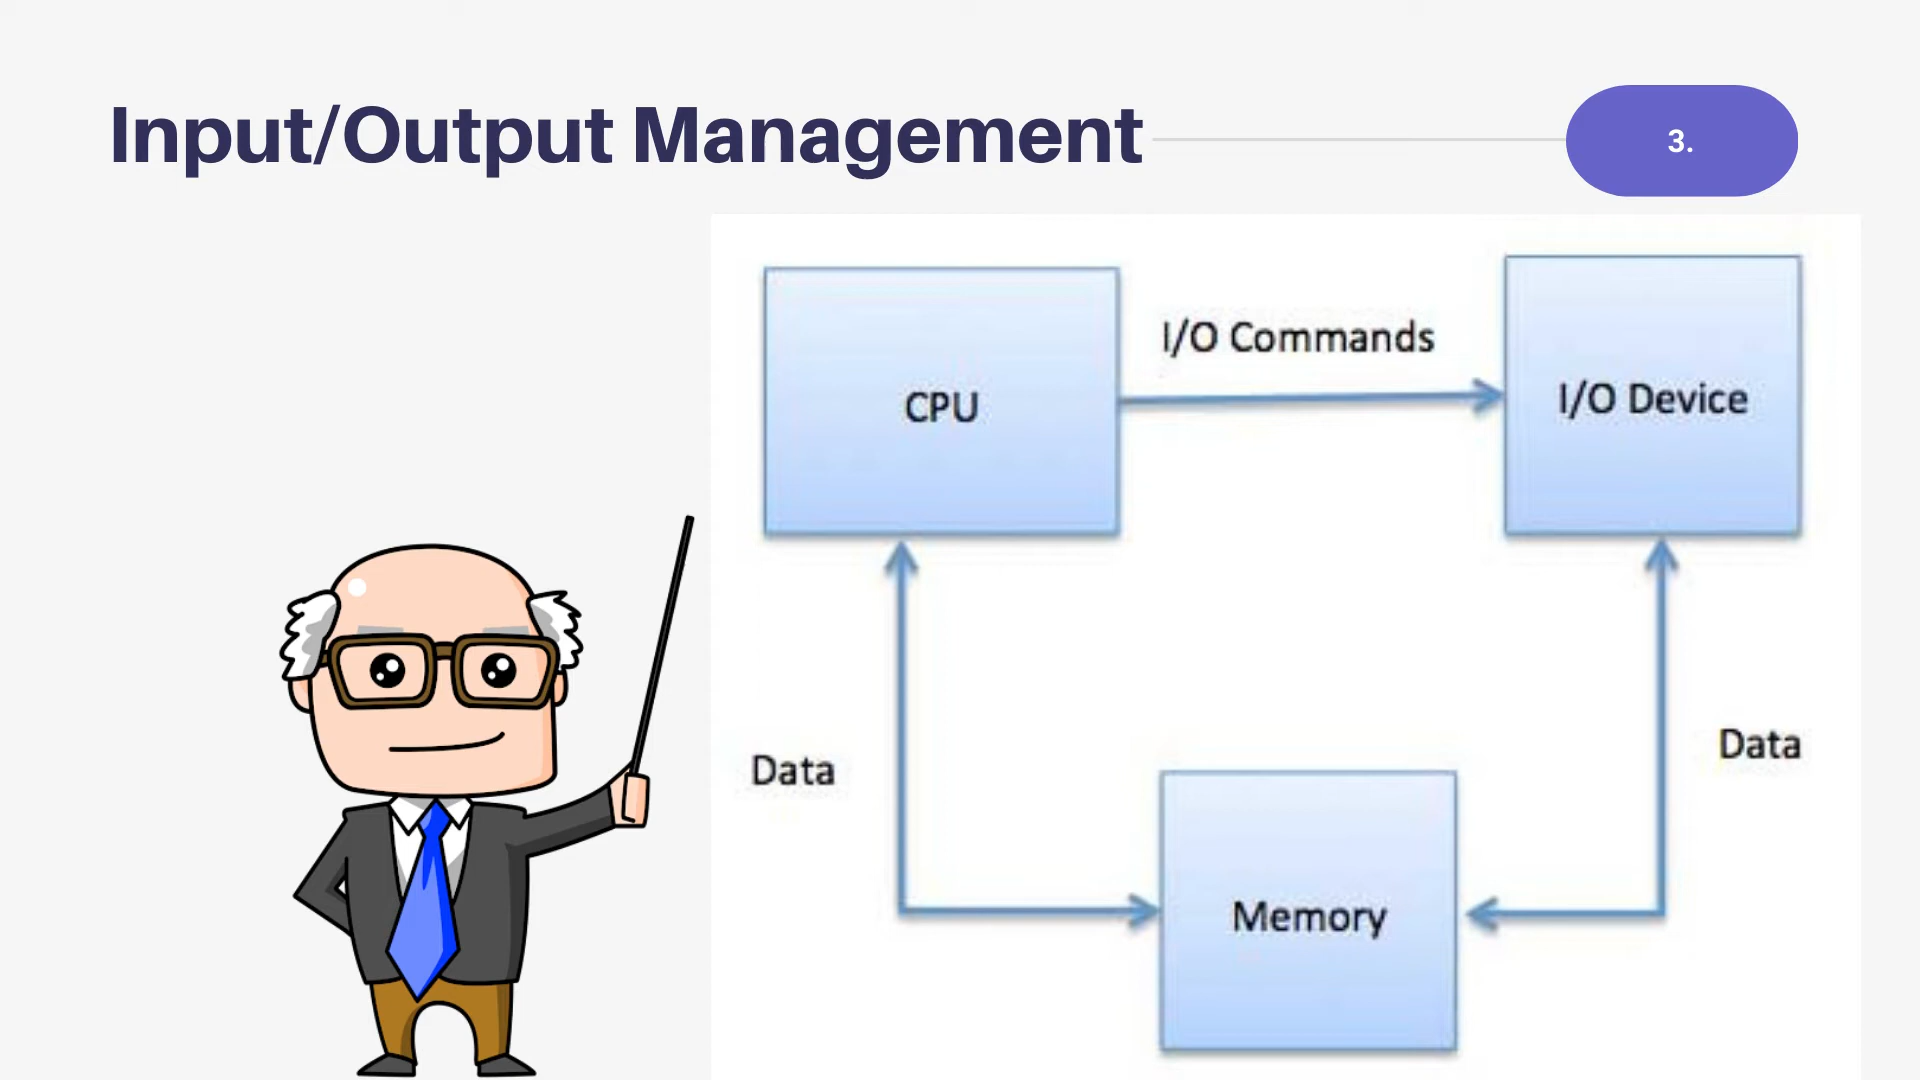 Input/Output Management
3.
I/O Commands
CPU
I/O Device
Data
Data
Memory